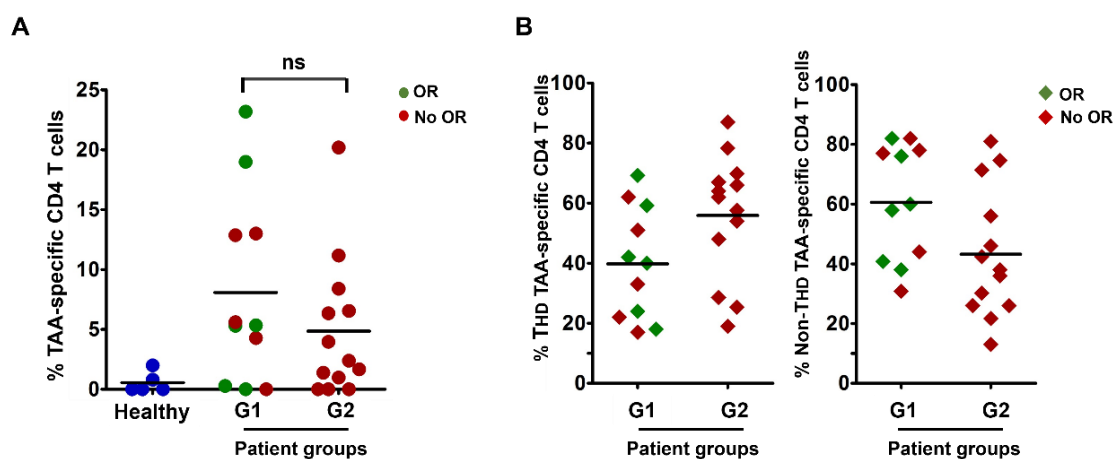 A
ns
OR
No OR
% TAA-specific CD4 T cells
25
20
15
10
5
0
Healthy
G1
G2
Patient groups
B
% THD TAA-specific CD4 T cells
100
80
60
40
20
0
G1
G2
Patient groups
% Non-THD TAA-specific CD4 T cells
100
80
60
40
20
0
G1
G2
Patient groups
OR
No OR